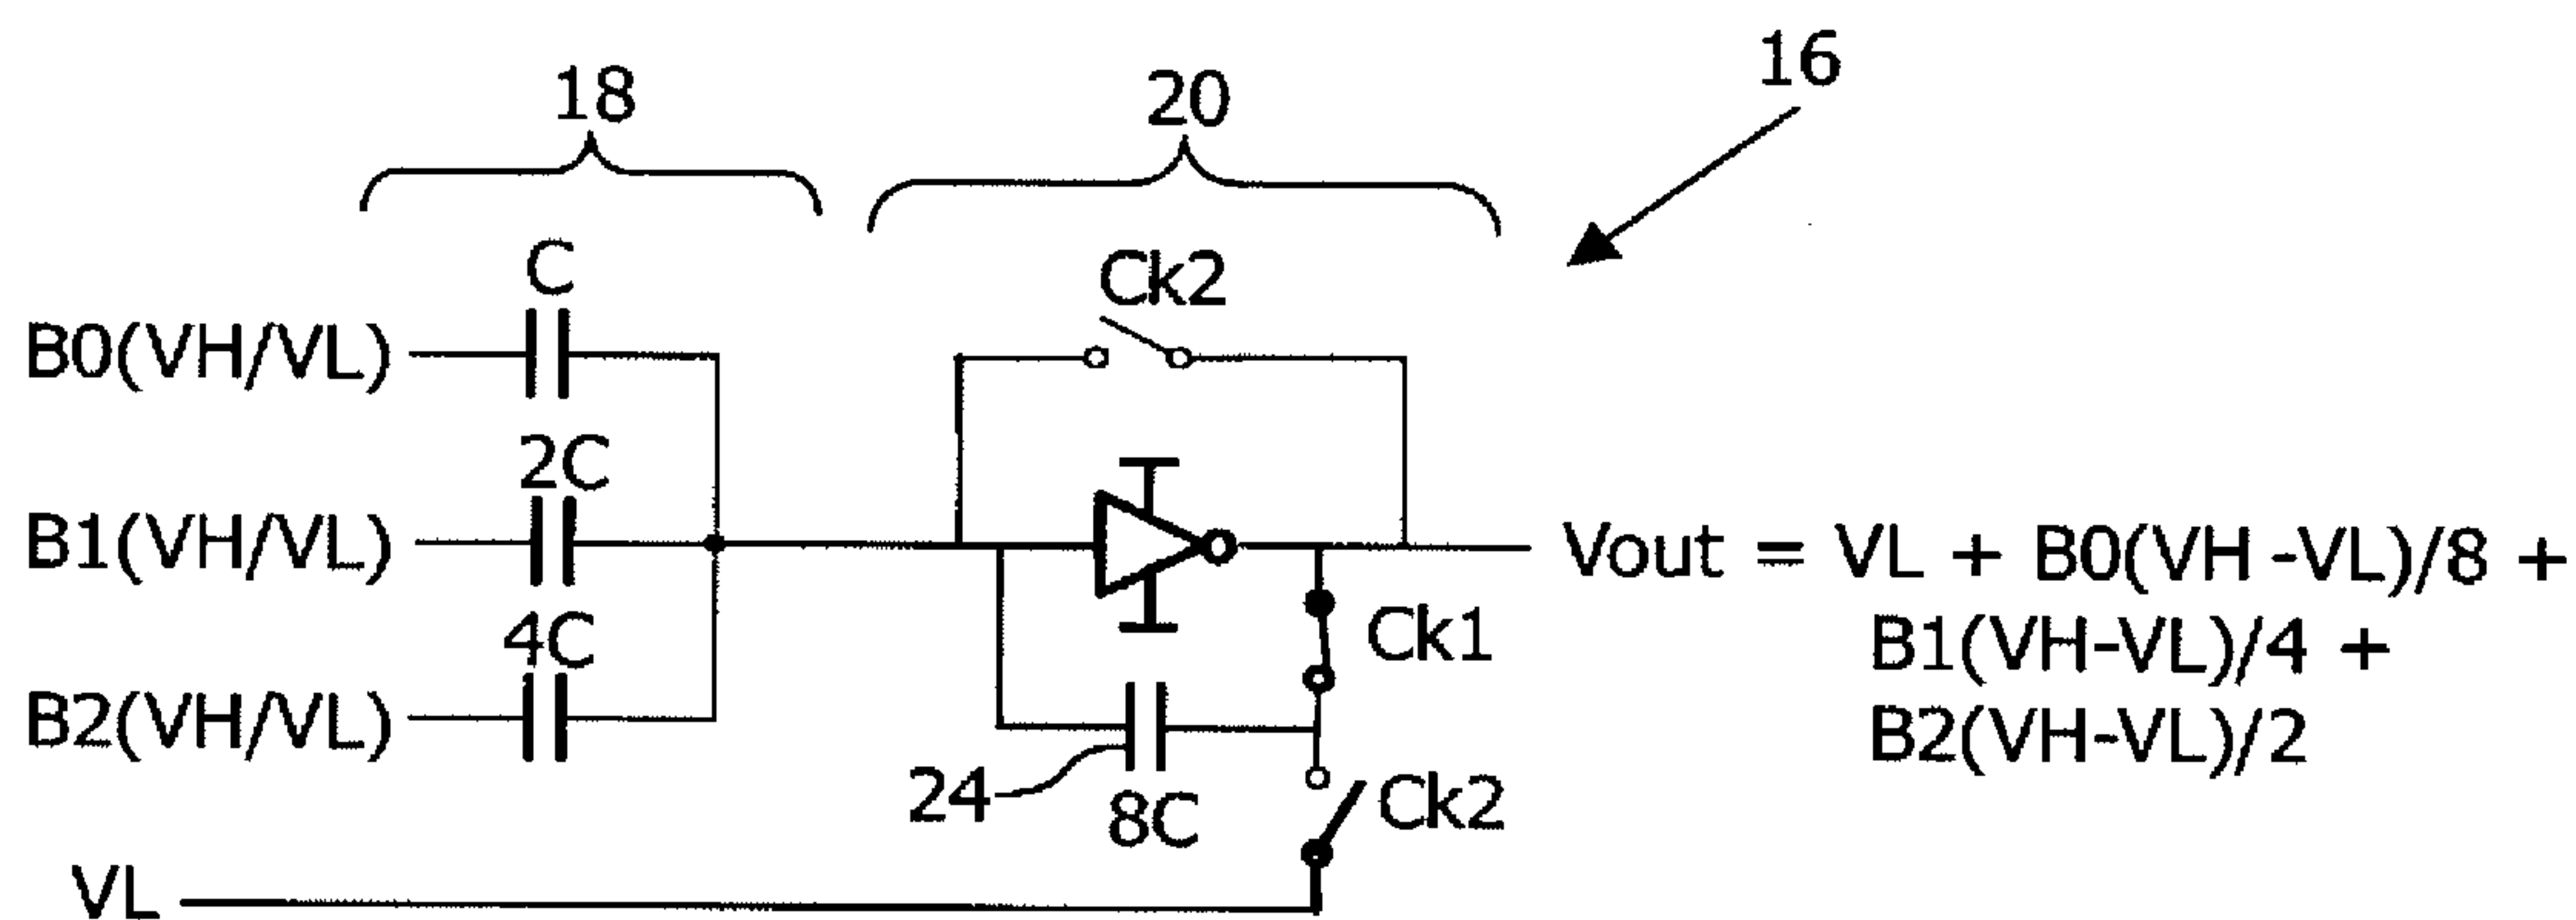 16
18
20
C
Ck2
B0(VH/VL)
2C
B1(VH/VL)
Vout = VL + B0(VH -VL)/8 +
B1(VH-VL)/4 +
B2(VH-VL)/2
4C
Ck1
B2(VH/VL)
24
8C
Ck2
VL